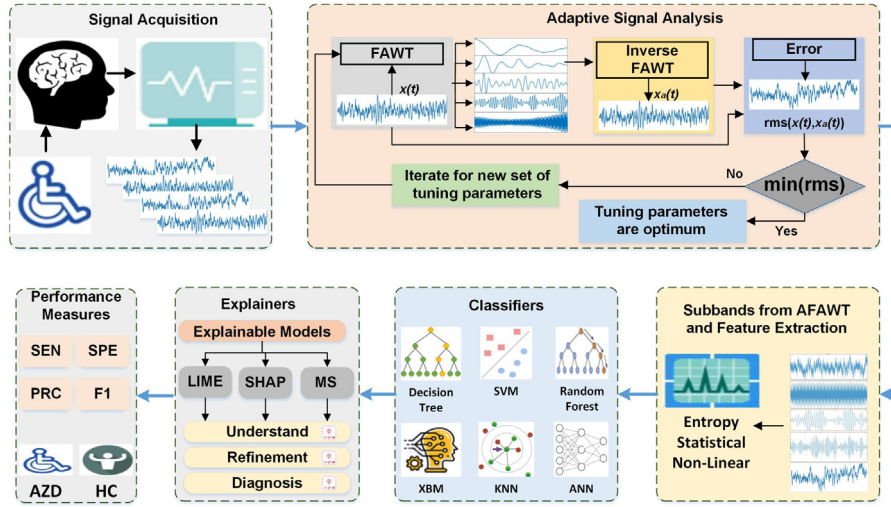 Signal Acquisition
Adaptive Signal Analysis
FAWT
x(t)
Inverse
FAWT
xa(t)
Error
rms(x(t),xa(t))
min(rms)
No
Yes
Iterate for new set of
tuning parameters
Tuning parameters
are optimum
Performance
Measures
SEN
SPE
PRC
F1
AZD
HC
Explainers
Explainable Models
LIME
SHAP
MS
Understand
Refinement
Diagnosis
Classifiers
Decision
Tree
SVM
Random
Forest
XBM
KNN
ANN
Subbands from AFAWT
and Feature Extraction
Entropy
Statistical
Non-Linear